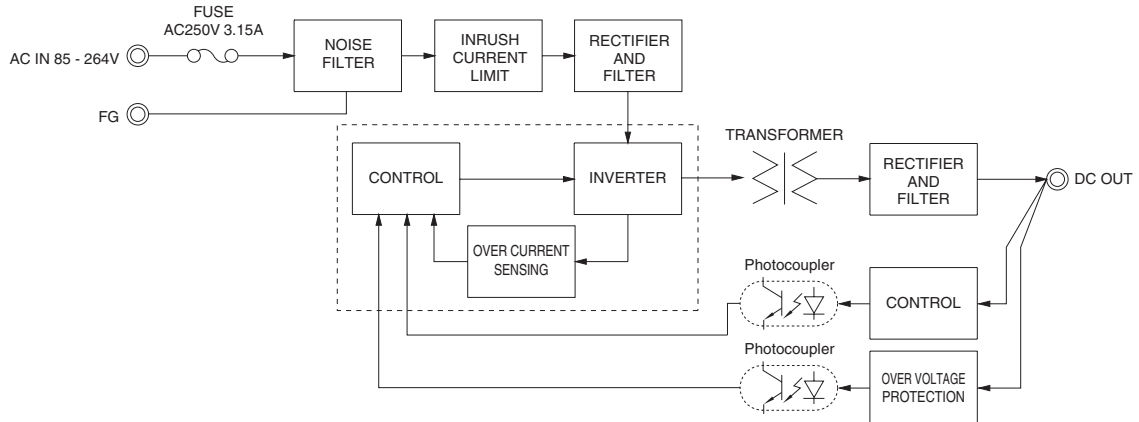 FUSE
AC250V 3.15A
AC IN 85 - 264V
NOISE
FILTER
INRUSH
CURRENT
LIMIT
RECTIFIER
AND
FILTER
FG
TRANSFORMER
CONTROL
INVERTER
RECTIFIER
AND
FILTER
DC OUT
OVER CURRENT
SENSING
Photocoupler
CONTROL
Photocoupler
OVER VOLTAGE
PROTECTION